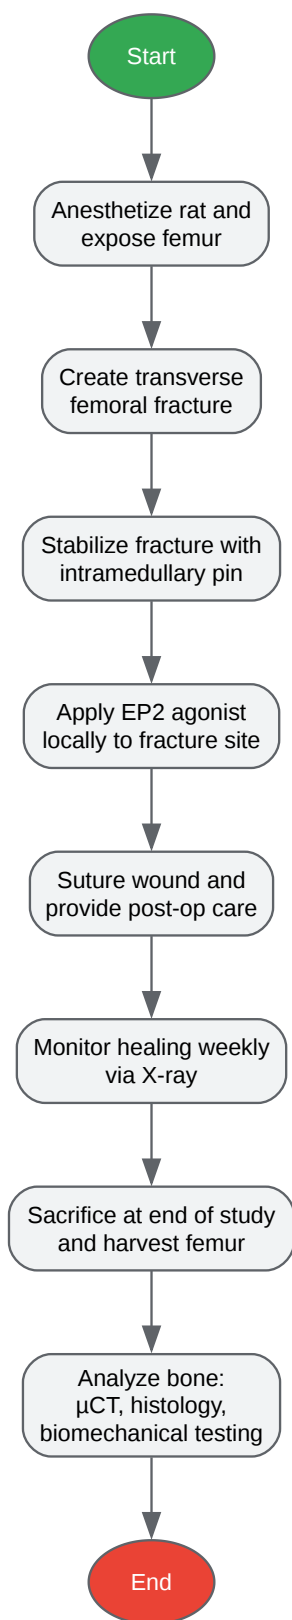 Start
Anesthetize rat and
expose femur
Create transverse
femoral fracture
Stabilize fracture with
intramedullary pin
Apply EP2 agonist
locally to fracture site
Suture wound and
provide post-op care
Monitor healing weekly
via X-ray
Sacrifice at end of study
and harvest femur
Analyze bone:
µCT, histology,
biomechanical testing
End